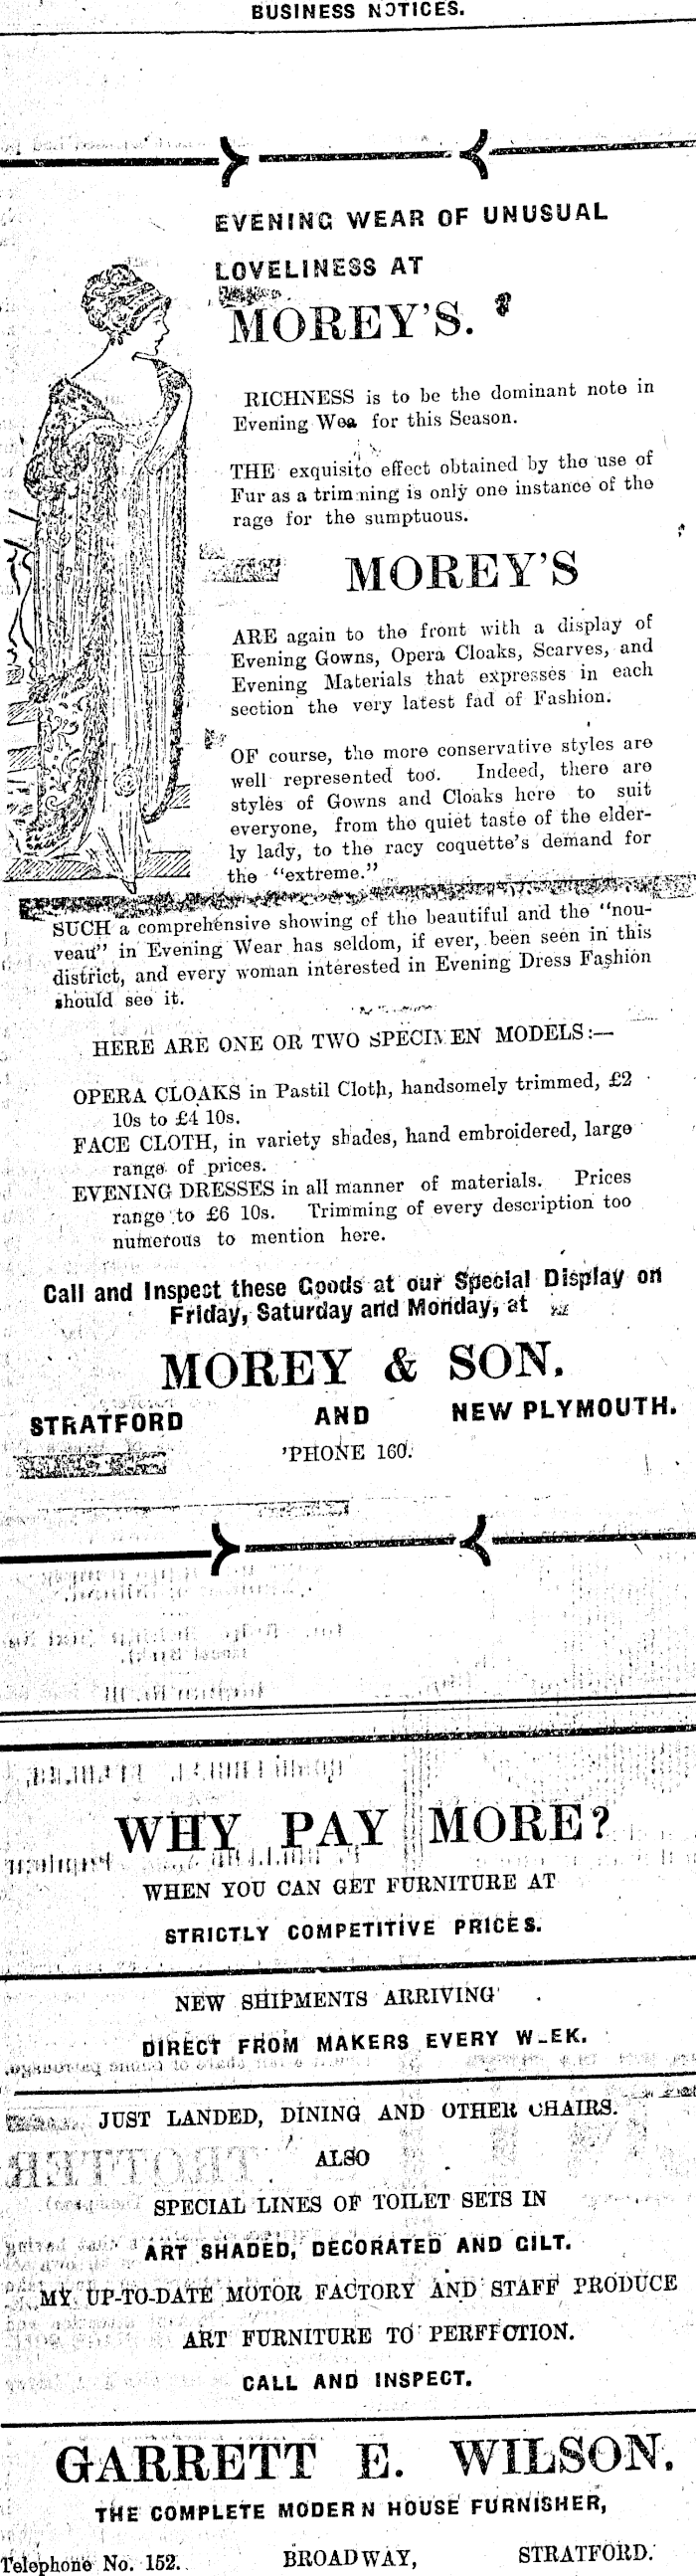 BUSINESS NOTICES.
EVENING WEAR OF UNUSUAL
LOVELINESS AT
MOREY'S.
RICHNESS is to be the dominant note in
Evening Wea for this Season.
THE exquisite effect obtained by the use of
Fur as a trimming is only one instance of the
rage for the sumptuous.
MOREY'S
ARE again to the front with a display of
Evening Gowns, Opera Cloaks, Scarves, and
Evening Materials that expresses in each
section the very latest fad of Fashion.
OF course, the more conservative styles are
well represented too. Indeed, there are
styles of Gowns and Cloaks here to suit
everyone, from the quiet taste of the elder-
ly lady, to the racy coquette's demand for
the "extreme."
SUCH a comprehensive showing of the beautiful and the "nou-
veau" in Evening Wear has seldom, if ever, been seen in this
district, and every woman interested in Evening Dress Fashion
should see it.
HERE ARE ONE OR TWO SPECIMEN MODELS:—
OPERA CLOAKS in Pastil Cloth, handsomely trimmed, £2
10s to £4 10s.
FACE CLOTH, in variety shades, hand embroidered, large
range of prices.
EVENING DRESSES in all manner of materials. Prices
range to £6 10s. Trimming of every description too
numerous to mention here.
Call and Inspect these Goods at our Special Display on
Friday, Saturday and Monday, at
MOREY & SON.
STRATFORD AND NEW PLYMOUTH.
'PHONE 160.
WHY PAY MORE?
WHEN YOU CAN GET FURNITURE AT
STRICTLY COMPETITIVE PRICES.
NEW SHIPMENTS ARRIVING
DIRECT FROM MAKERS EVERY W EK.
JUST LANDED, DINING AND OTHER CHAIRS.
ALSO
SPECIAL LINES OF TOILET SETS IN
ART SHADED, DECORATED AND GILT.
MY UP-TO-DATE MOTOR FACTORY AND STAFF PRODUCE
ART FURNITURE TO PERFECTION.
CALL AND INSPECT.
GARRETT E. WILSON.
THE COMPLETE MODERN HOUSE FURNISHER,
Telephone No. 152. BROADWAY, STRATFORD.